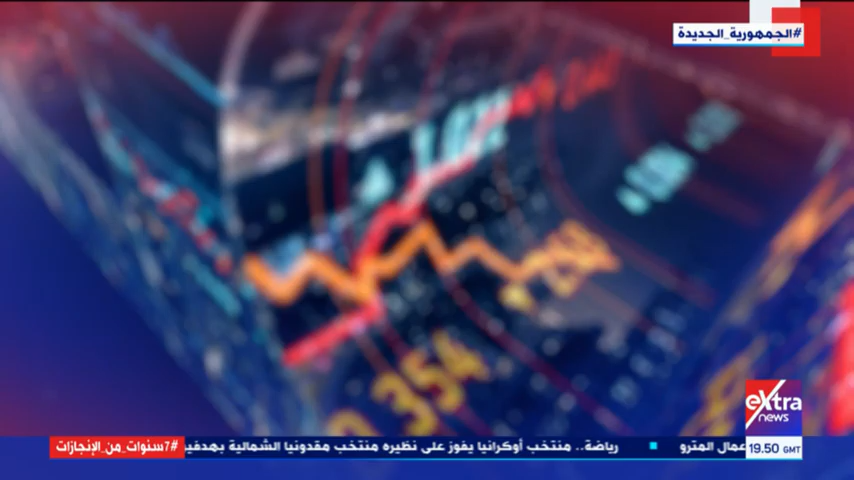 #الجمهورية_الجديدة
354
eXtra
news
عمال المترو ■ رياضة.. منتخب أوكرانيا يفوز على نظيره منتخب مقدونيا الشمالية بهدفين
19.50 GMT
#7سنوات_من_الإنجازات